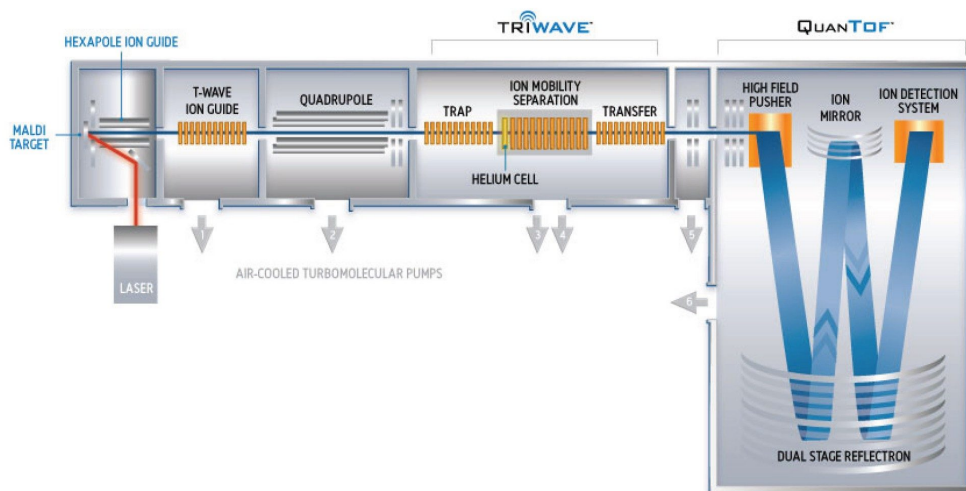 TRIWAVE
QUANTOF
HEXAPOLE ION GUIDE
T-WAVE
ION GUIDE
QUADRUPOLE
TRAP
ION MOBILITY
SEPARATION
TRANSFER
HELIUM CELL
HIGH FIELD
PUSHER
ION
MIRROR
ION DETECTION
SYSTEM
MALDI
TARGET
LASER
1
2
3
4
5
6
AIR-COOLED TURBOMOLECULAR PUMPS
DUAL STAGE REFLECTRON